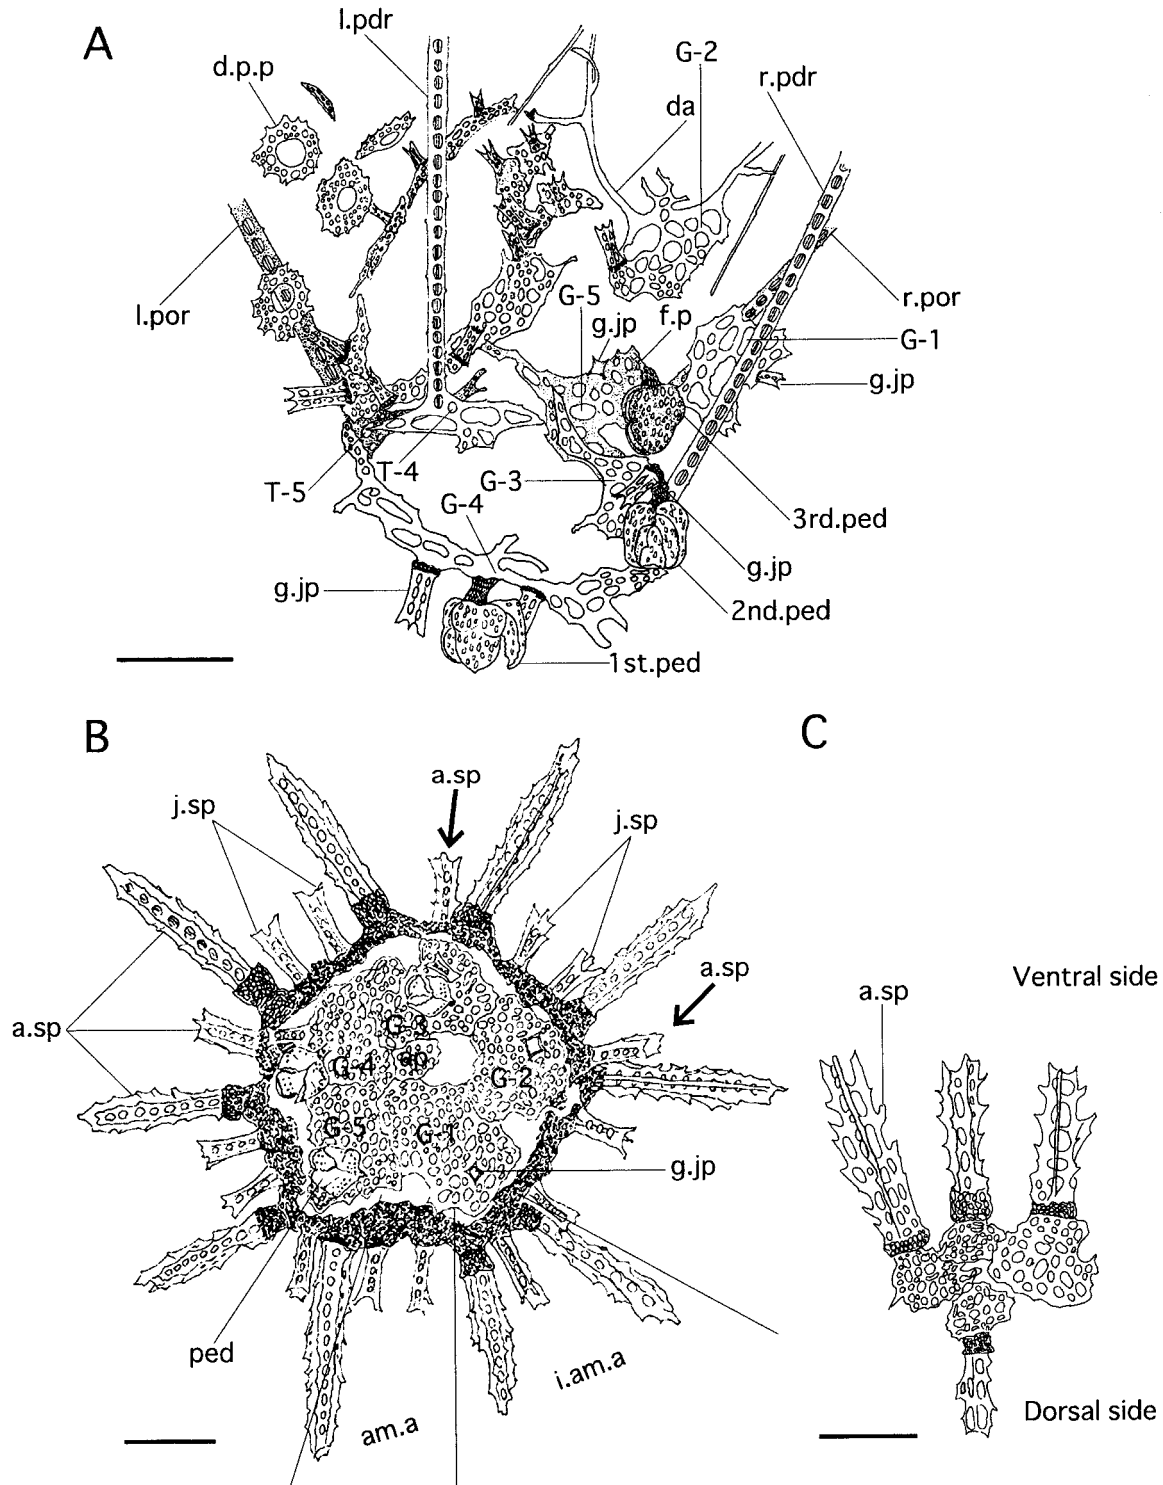 A
l.pdr
d.p.p
G-2
da
r.pdr
l.por
G-5
g.jp
f.p
r.por
G-1
g.jp
T-4
T-5
G-3
G-4
3rd.ped
g.jp
g.jp
2nd.ped
1st.ped
B
C
a.sp
j.sp
j.sp
a.sp
Ventral side
a.sp
a.sp
G-3
G-4
G-2
G-5
G-1
g.jp
ped
i.am.a
am.a
Dorsal side